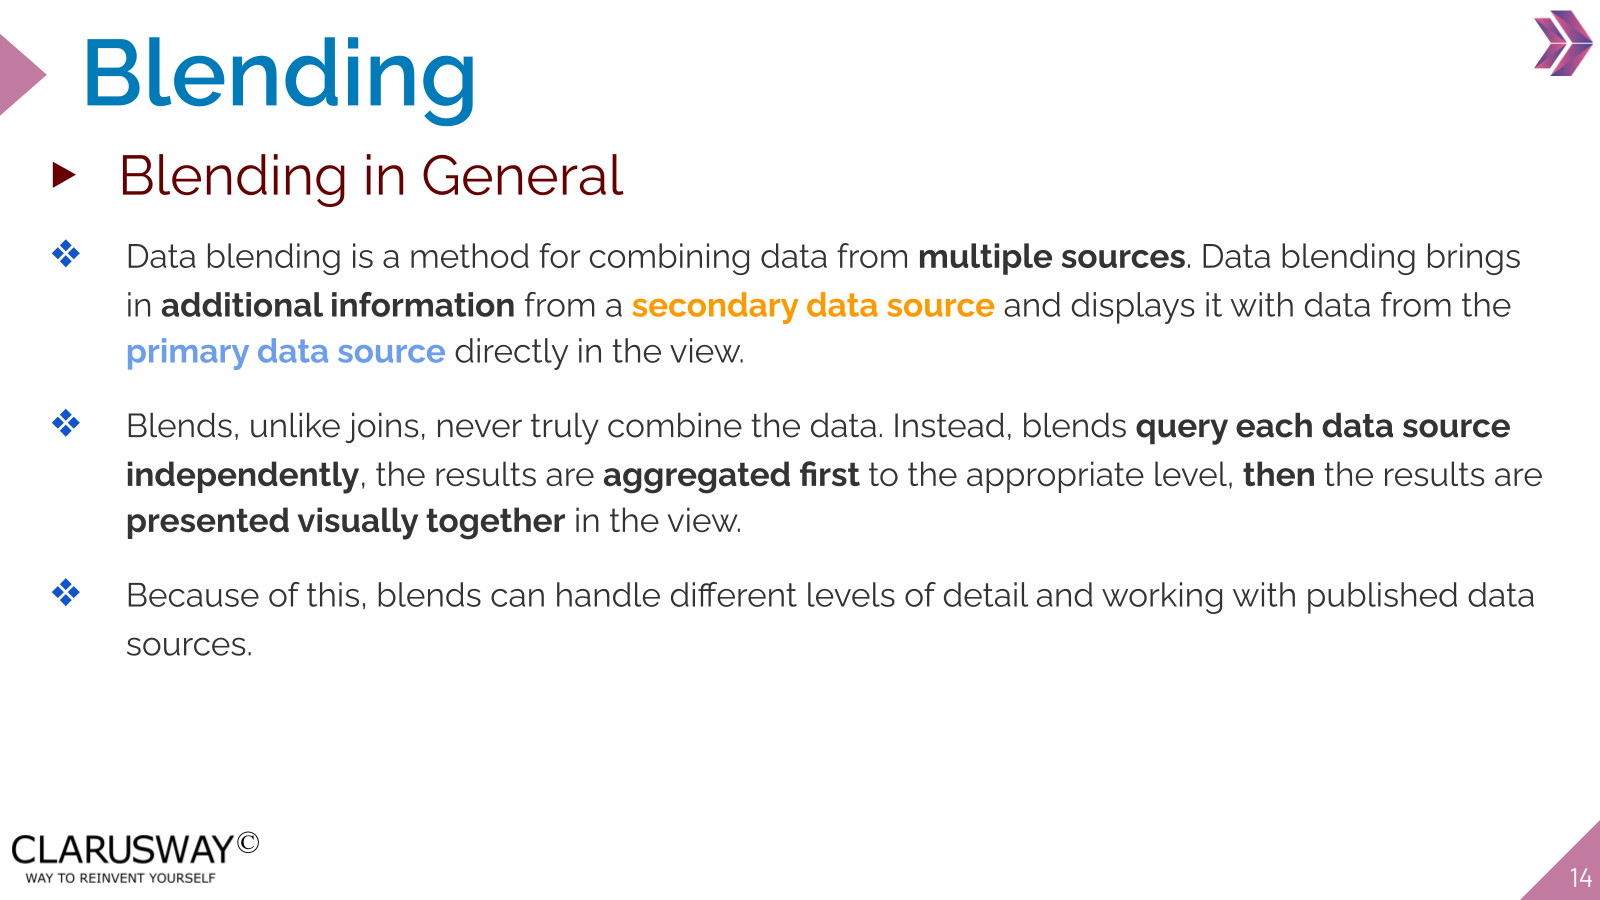 Blending
Blending in General
Data blending is a method for combining data from multiple sources. Data blending brings
in additional information from a secondary data source and displays it with data from the
primary data source directly in the view.
Blends, unlike joins, never truly combine the data. Instead, blends query each data source
independently, the results are aggregated first to the appropriate level, then the results are
presented visually together in the view.
Because of this, blends can handle different levels of detail and working with published data
sources.
CLARUSWAY©
WAY TO REINVENT YOURSELF
14